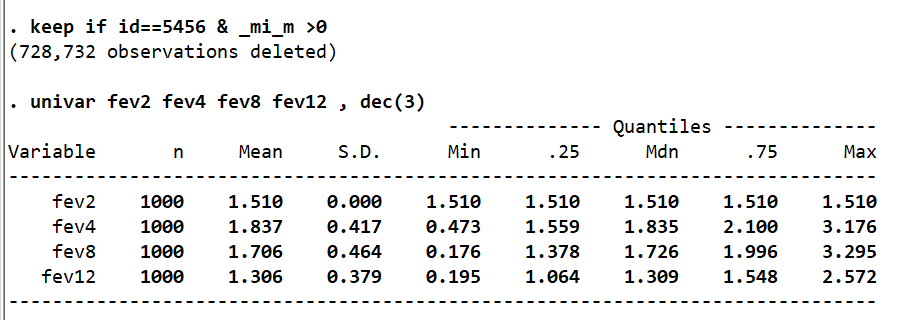 . keep if id==5456 & _mi_m >0
(728,732 observations deleted)
. univar fev2 fev4 fev8 fev12 , dec(3)
-------------- Quantiles --------------
Variable n Mean S.D. Min .25 Mdn .75 Max
-------------------------------------------------------------------------------
fev2 1000 1.510 0.000 1.510 1.510 1.510 1.510 1.510
fev4 1000 1.837 0.417 0.473 1.559 1.835 2.100 3.176
fev8 1000 1.706 0.464 0.176 1.378 1.726 1.996 3.295
fev12 1000 1.306 0.379 0.195 1.064 1.309 1.548 2.572
-------------------------------------------------------------------------------